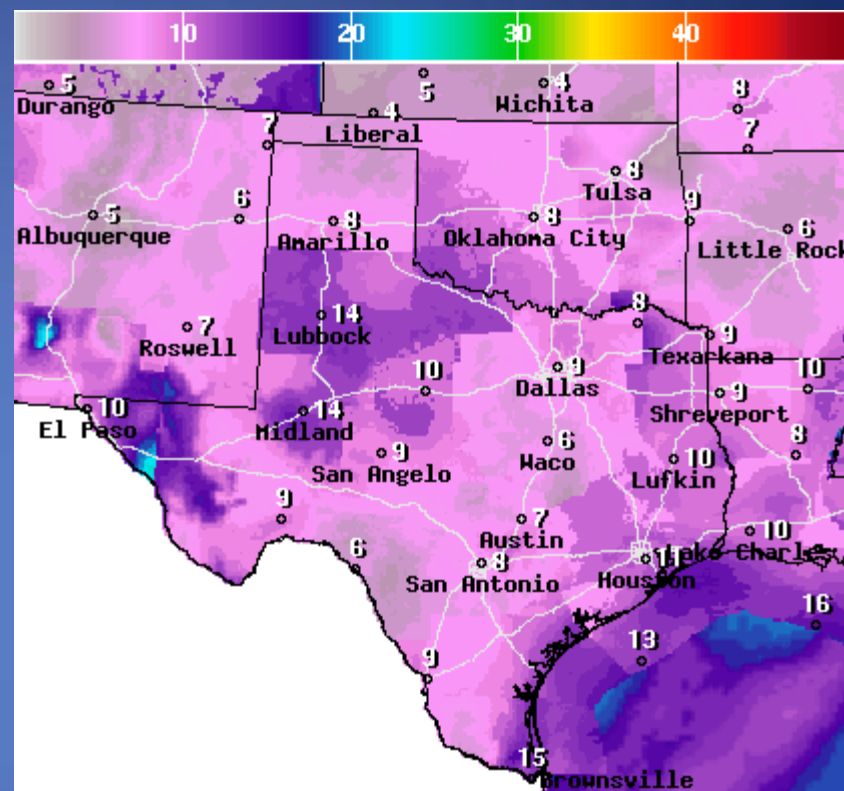 10 20 30 40
5
Durango
5
4
Wichita
8
4
Liberal
7
7
8
Tulsa
5
Albuquerque
6
8
Amarillo
8
Oklahoma City
9
6
Little Rock
7
Roswell
14
Lubbock
8
9
Texarkana
9
Dallas
10
10
El Paso
14
Midland
10
9
Shreveport
9
San Angelo
6
Waco
10
Lufkin
8
9
7
Austin
10
Lake Charles
6
8
San Antonio
11
Houston
16
13
9
15
Brownsville